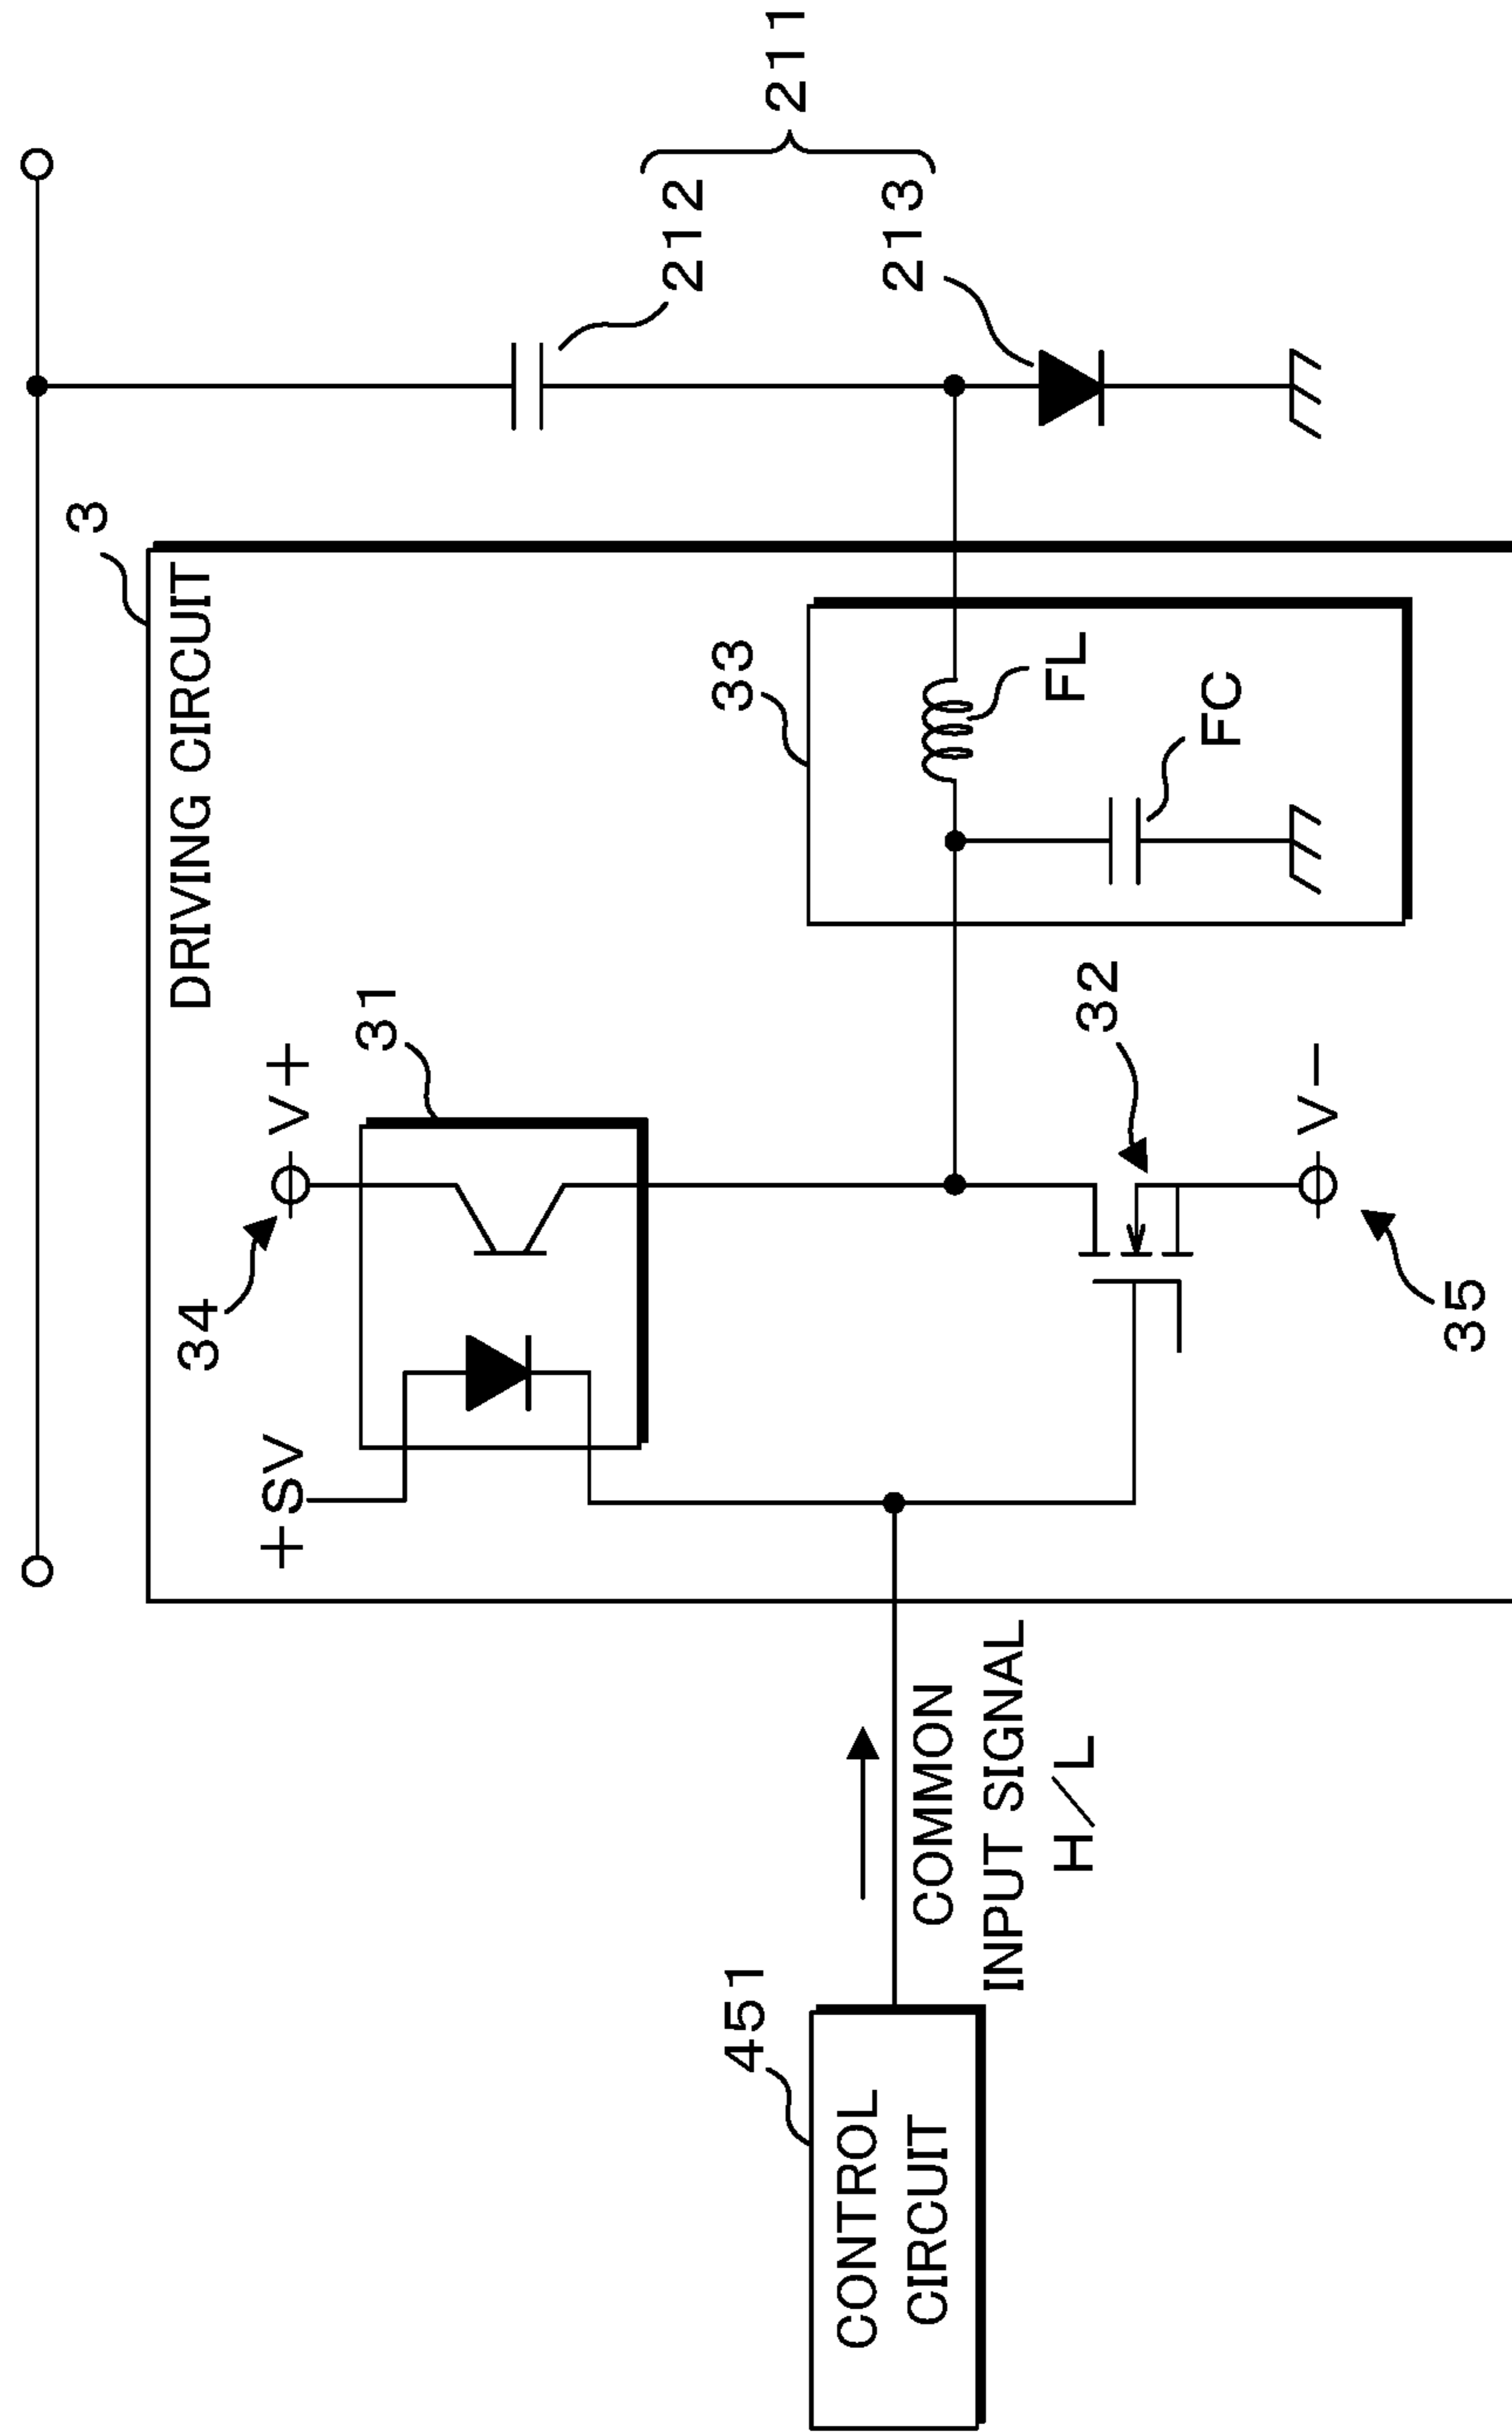 3
DRIVING CIRCUIT
34
V+
31
+SV
33
FL
FC
32
V−
35
212
213
211
451
CONTROL
CIRCUIT
COMMON
INPUT SIGNAL
H/L